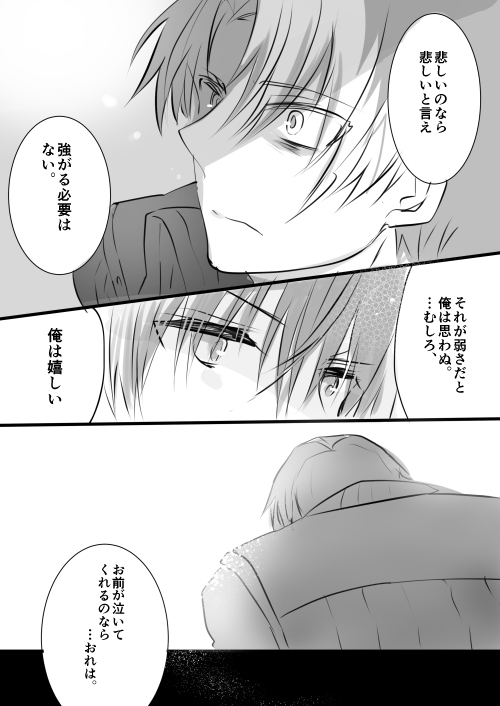 悲しいのなら
悲しいと言え
強がる必要は
ない。
それが弱さだと
俺は思わぬ。
…むしろ、
俺は嬉しい
お前が泣いて
くれるのなら
…おれは。